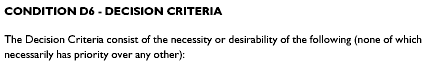 CONDITION D6 - DECISION CRITERIA
The Decision Criteria consist of the necessity or desirability of the following (none of which
necessarily has priority over any other):